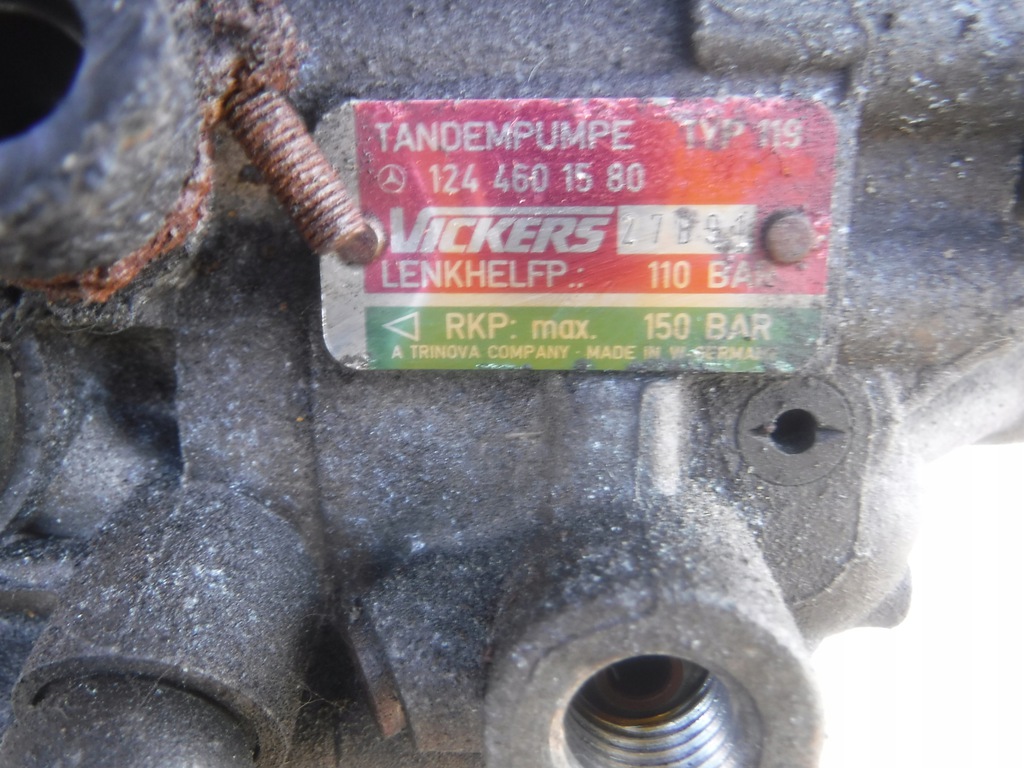 TANDEMPUMPE TYP 119
124 460 15 80
VICKERS
LENKHELFP.: 110 BAR
RKP: max. 150 BAR
A TRINOVA COMPANY · MADE IN W.-GERMANY